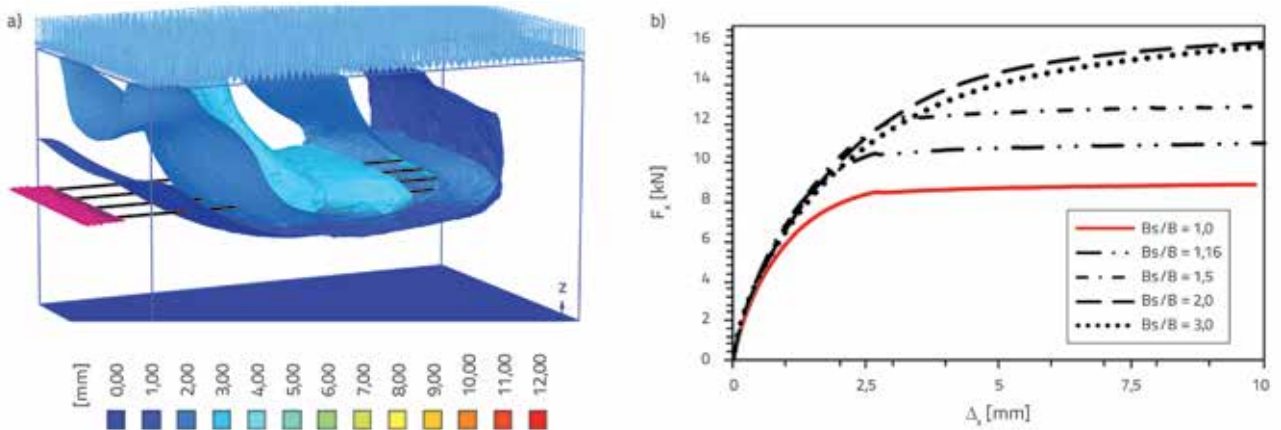 a)
z
[mm]
0,00
1,00
2,00
3,00
4,00
5,00
6,00
7,00
8,00
9,00
10,00
11,00
12,00
b)
16
14
12
10
8
6
4
2
0
Fₓ [kN]
0
2,5
5
7,5
10
Δₓ [mm]
Bs/B = 1,0
Bs/B = 1,16
Bs/B = 1,5
Bs/B = 2,0
Bs/B = 3,0